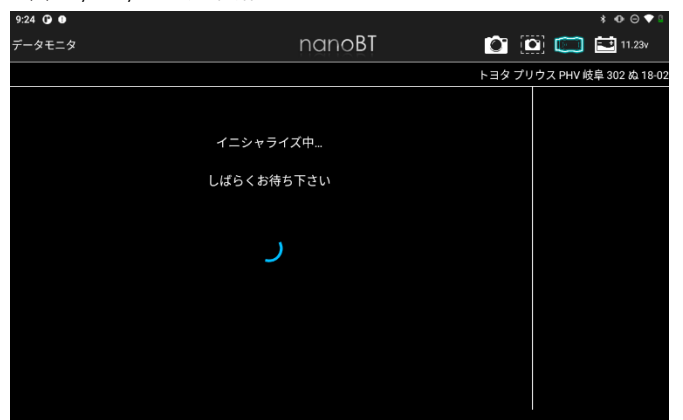 9:24
データモニタ
nanoBT
11.23v
トヨタ プリウス PHV 岐阜 302 ぬ 18-02
イニシャライズ中...
しばらくお待ち下さい